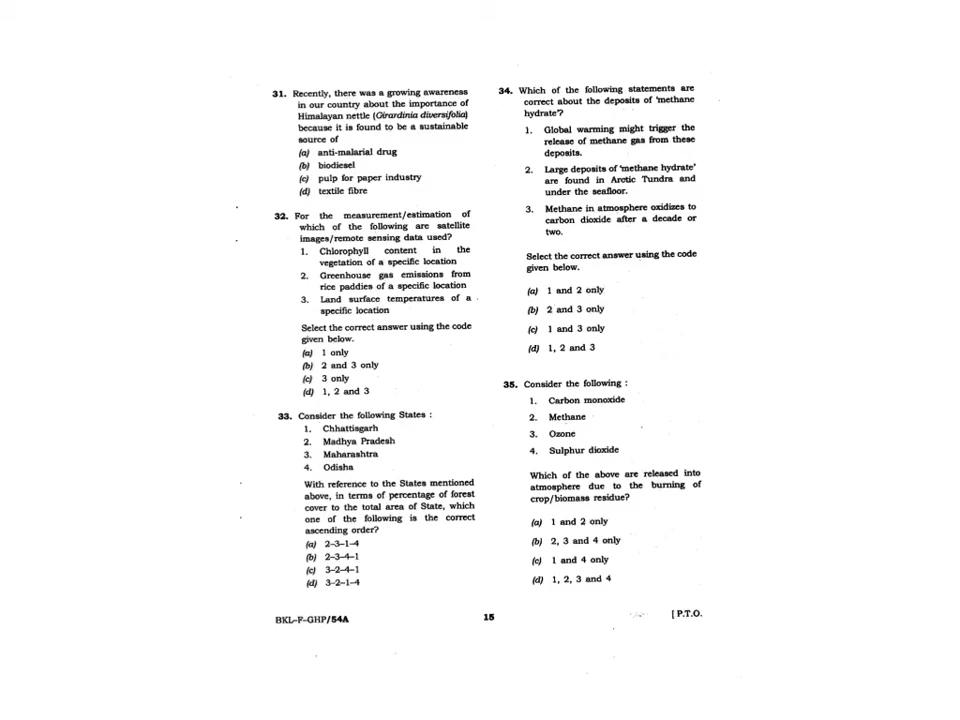 31. Recently, there was a growing awareness
in our country about the importance of
Himalayan nettle (Girardinia diversifolia)
because it is found to be a sustainable
source of
(a) anti-malarial drug
(b) biodiesel
(c) pulp for paper industry
(d) textile fibre
32. For the measurement/estimation of
which of the following are satellite
images/remote sensing data used?
1. Chlorophyll content in the
vegetation of a specific location
2. Greenhouse gas emissions from
rice paddies of a specific location
3. Land surface temperatures of a
specific location
Select the correct answer using the code
given below.
(a) 1 only
(b) 2 and 3 only
(c) 3 only
(d) 1, 2 and 3
33. Consider the following States :
1. Chhattisgarh
2. Madhya Pradesh
3. Maharashtra
4. Odisha
With reference to the States mentioned
above, in terms of percentage of forest
cover to the total area of State, which
one of the following is the correct
ascending order?
(a) 2–3–1–4
(b) 2–3–4–1
(c) 3–2–4–1
(d) 3–2–1–4
34. Which of the following statements are
correct about the deposits of 'methane
hydrate'?
1. Global warming might trigger the
release of methane gas from these
deposits.
2. Large deposits of 'methane hydrate'
are found in Arctic Tundra and
under the seafloor.
3. Methane in atmosphere oxidizes to
carbon dioxide after a decade or
two.
Select the correct answer using the code
given below.
(a) 1 and 2 only
(b) 2 and 3 only
(c) 1 and 3 only
(d) 1, 2 and 3
35. Consider the following :
1. Carbon monoxide
2. Methane
3. Ozone
4. Sulphur dioxide
Which of the above are released into
atmosphere due to the burning of
crop/biomass residue?
(a) 1 and 2 only
(b) 2, 3 and 4 only
(c) 1 and 4 only
(d) 1, 2, 3 and 4
BKL-F-GHP/54A
15
[ P.T.O.